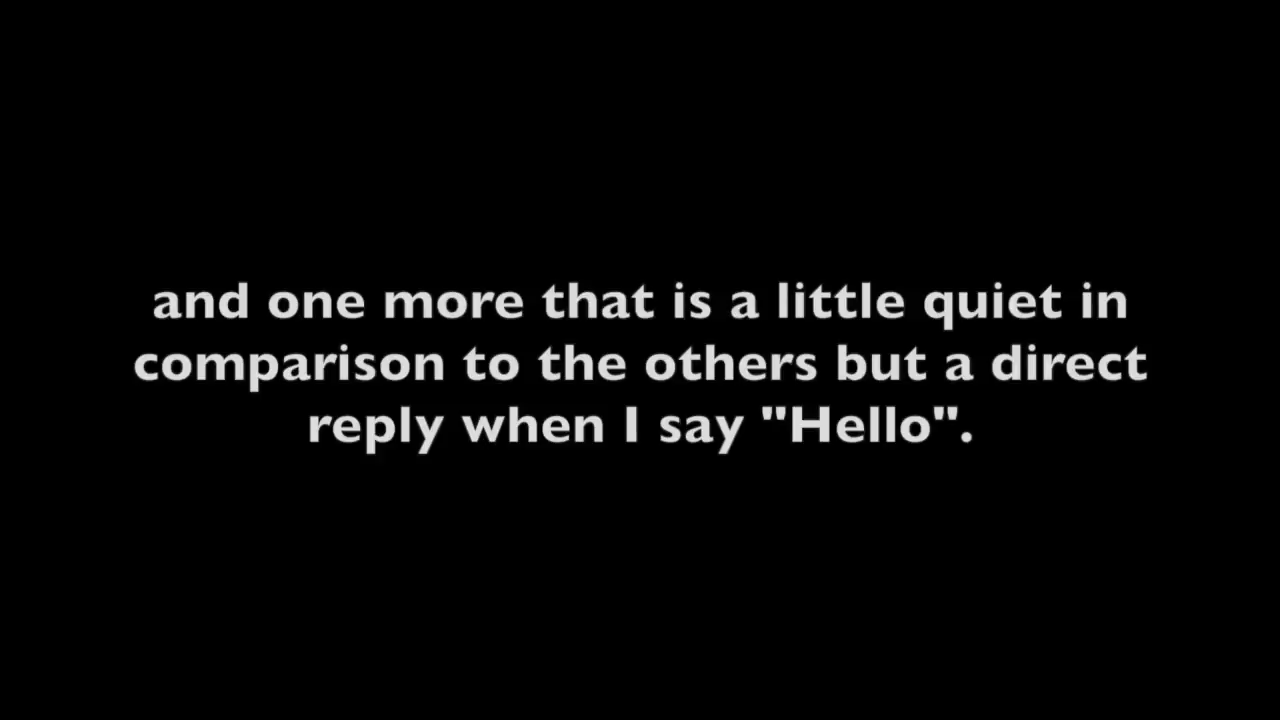 and one more that is a little quiet in
comparison to the others but a direct
reply when I say "Hello".